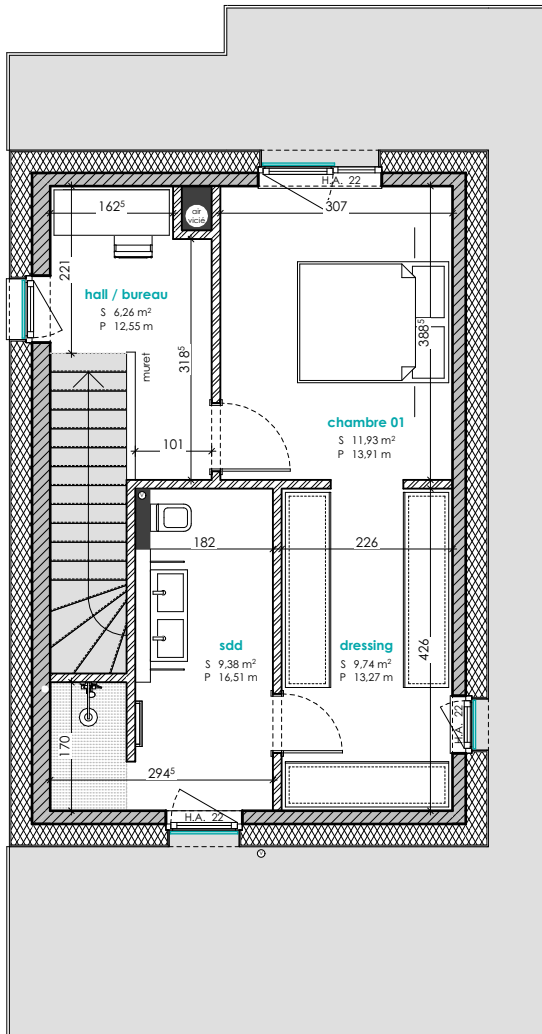 H.A. 22
162⁵
air
vicié
307
221
hall / bureau
S 6,26 m²
P 12,55 m
388⁵
318⁵
muret
chambre 01
S 11,93 m²
P 13,91 m
101
182
226
sdd
S 9,38 m²
P 16,51 m
dressing
S 9,74 m²
P 13,27 m
426
170
H.A. 22
294⁵
H.A. 22